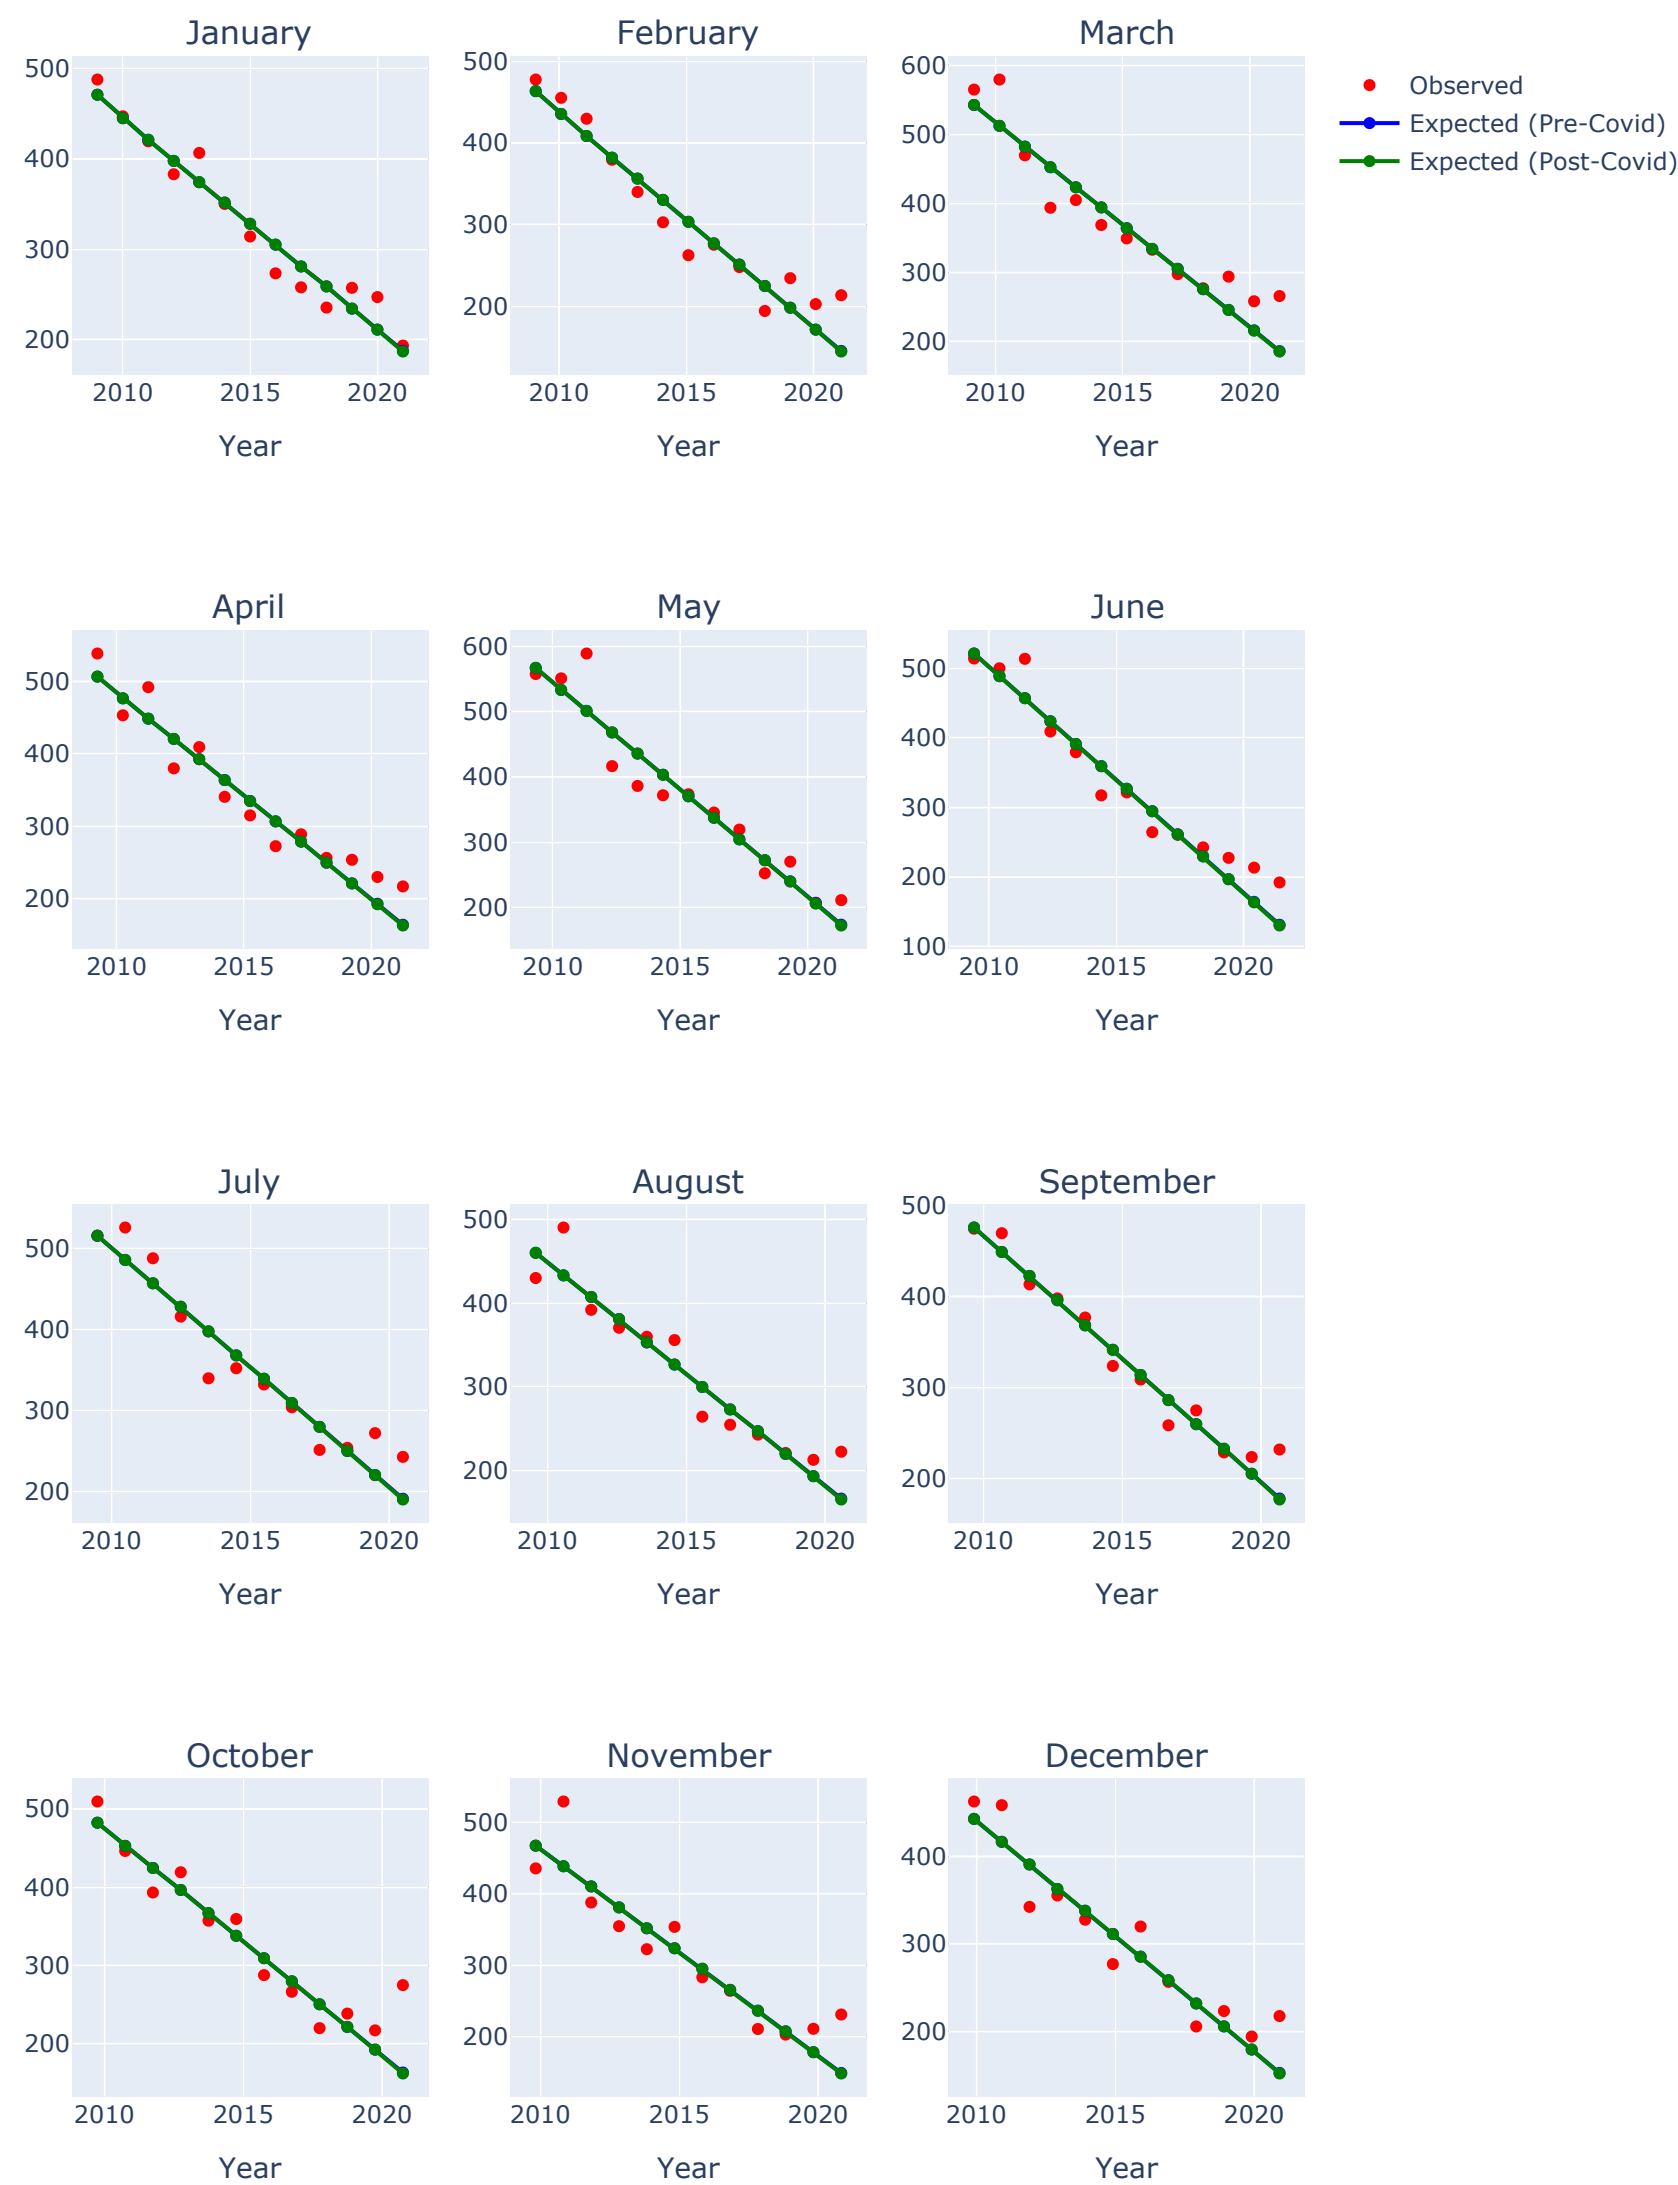 January February March
500
400
300
200
2010 2015 2020
Year
500
400
300
200
2010 2015 2020
Year
600
500
400
300
200
2010 2015 2020
Year
Observed
Expected (Pre-Covid)
Expected (Post-Covid)
April May June
500
400
300
200
2010 2015 2020
Year
600
500
400
300
200
2010 2015 2020
Year
500
400
300
200
100
2010 2015 2020
Year
July August September
500
400
300
200
2010 2015 2020
Year
500
400
300
200
2010 2015 2020
Year
500
400
300
200
2010 2015 2020
Year
October November December
500
400
300
200
2010 2015 2020
Year
500
400
300
200
2010 2015 2020
Year
400
300
200
2010 2015 2020
Year